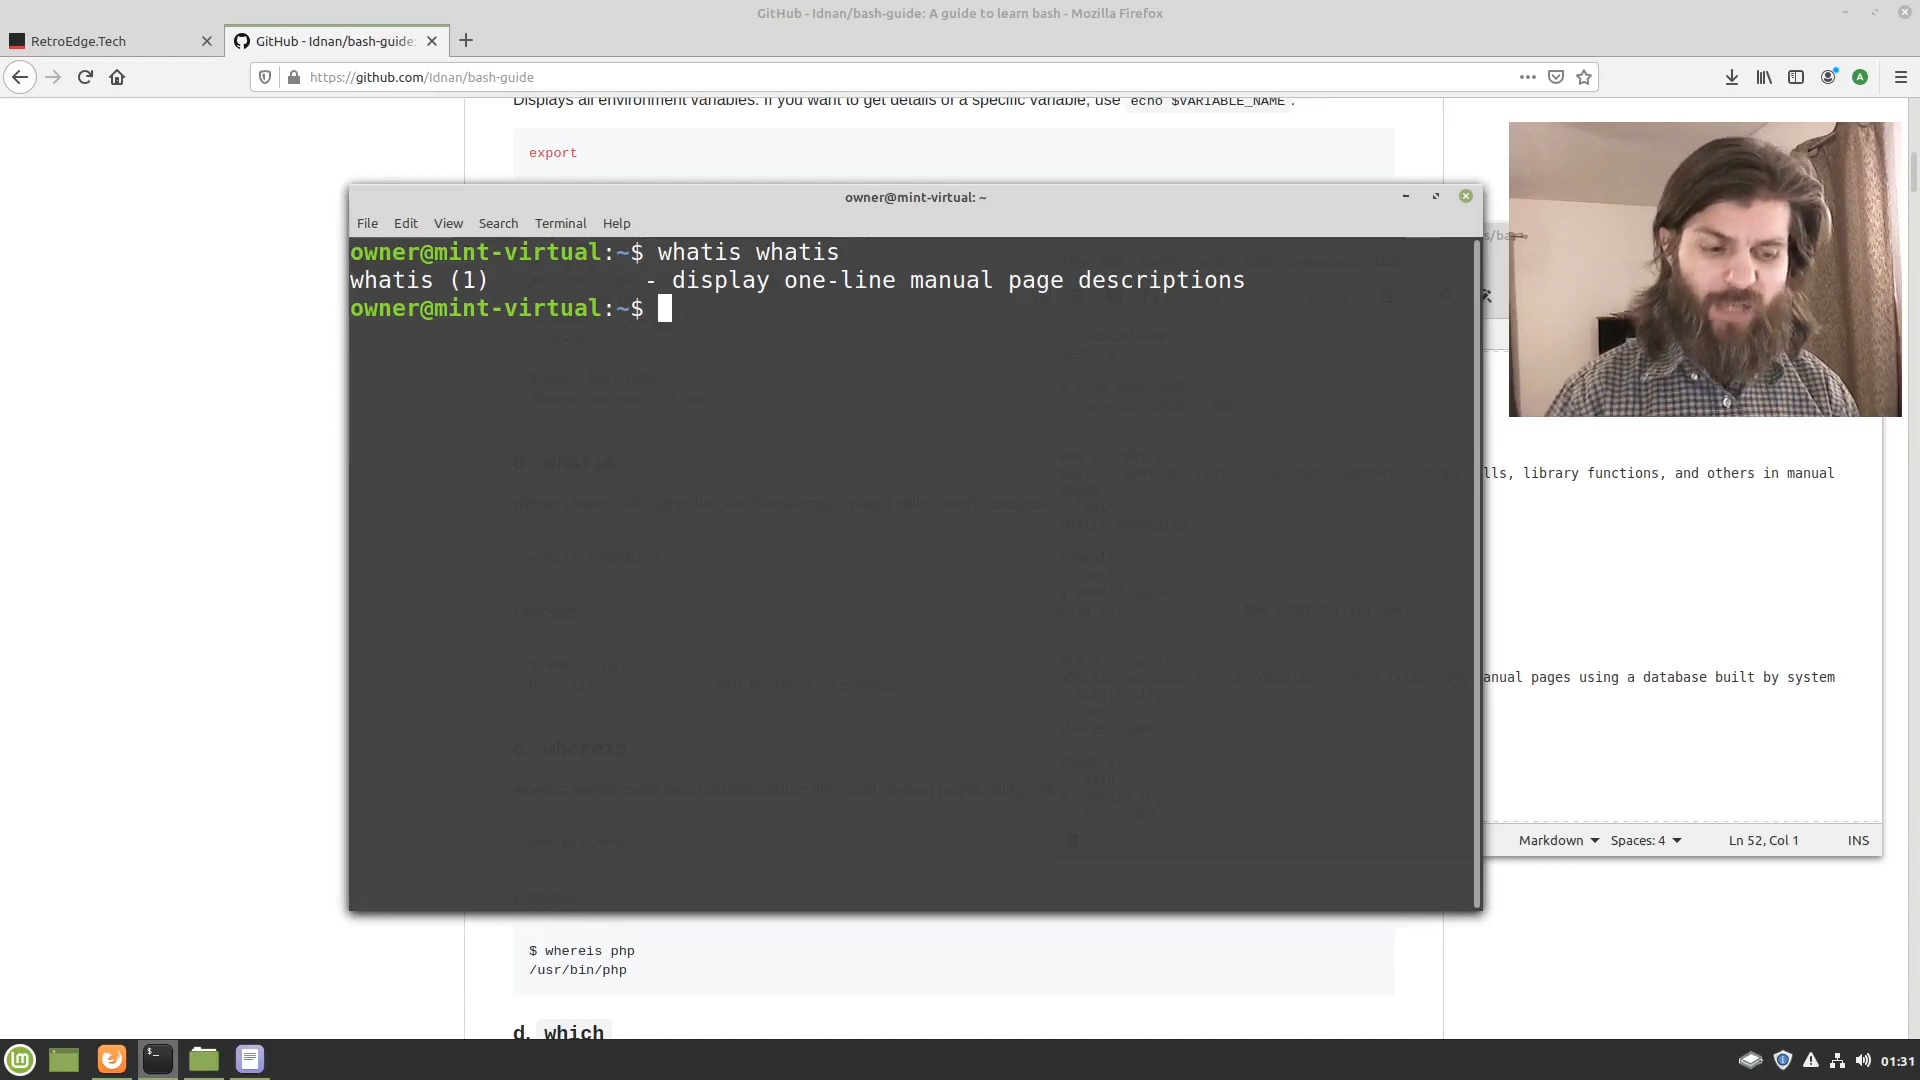 GitHub - Idnan/bash-guide: A guide to learn bash - Mozilla Firefox
RetroEdge.Tech
GitHub - Idnan/bash-guide:
https://github.com/Idnan/bash-guide
Displays all environment variables. If you want to get details of a specific variable, use echo $VARIABLE_NAME .
export
owner@mint-virtual: ~
File Edit View Search Terminal Help
owner@mint-virtual:~$ whatis whatis
whatis (1) - display one-line manual page descriptions
owner@mint-virtual:~$
b. whatis
lls, library functions, and others in manual
Example:
anual pages using a database built by system
c. whereis
Markdown Spaces: 4 Ln 52, Col 1 INS
$ whereis php
/usr/bin/php
d. which
01:31